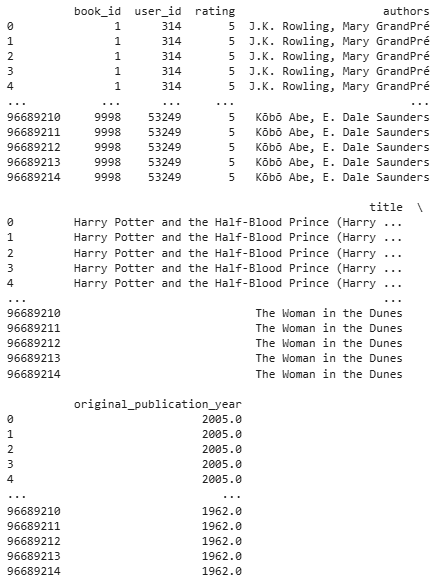 book_id user_id rating authors
0 1 314 5 J.K. Rowling, Mary GrandPré
1 1 314 5 J.K. Rowling, Mary GrandPré
2 1 314 5 J.K. Rowling, Mary GrandPré
3 1 314 5 J.K. Rowling, Mary GrandPré
4 1 314 5 J.K. Rowling, Mary GrandPré
... ... ... ... ...
96689210 9998 53249 5 Kōbō Abe, E. Dale Saunders
96689211 9998 53249 5 Kōbō Abe, E. Dale Saunders
96689212 9998 53249 5 Kōbō Abe, E. Dale Saunders
96689213 9998 53249 5 Kōbō Abe, E. Dale Saunders
96689214 9998 53249 5 Kōbō Abe, E. Dale Saunders
title \
0 Harry Potter and the Half-Blood Prince (Harry ...
1 Harry Potter and the Half-Blood Prince (Harry ...
2 Harry Potter and the Half-Blood Prince (Harry ...
3 Harry Potter and the Half-Blood Prince (Harry ...
4 Harry Potter and the Half-Blood Prince (Harry ...
... ...
96689210 The Woman in the Dunes
96689211 The Woman in the Dunes
96689212 The Woman in the Dunes
96689213 The Woman in the Dunes
96689214 The Woman in the Dunes
original_publication_year
0 2005.0
1 2005.0
2 2005.0
3 2005.0
4 2005.0
... ...
96689210 1962.0
96689211 1962.0
96689212 1962.0
96689213 1962.0
96689214 1962.0